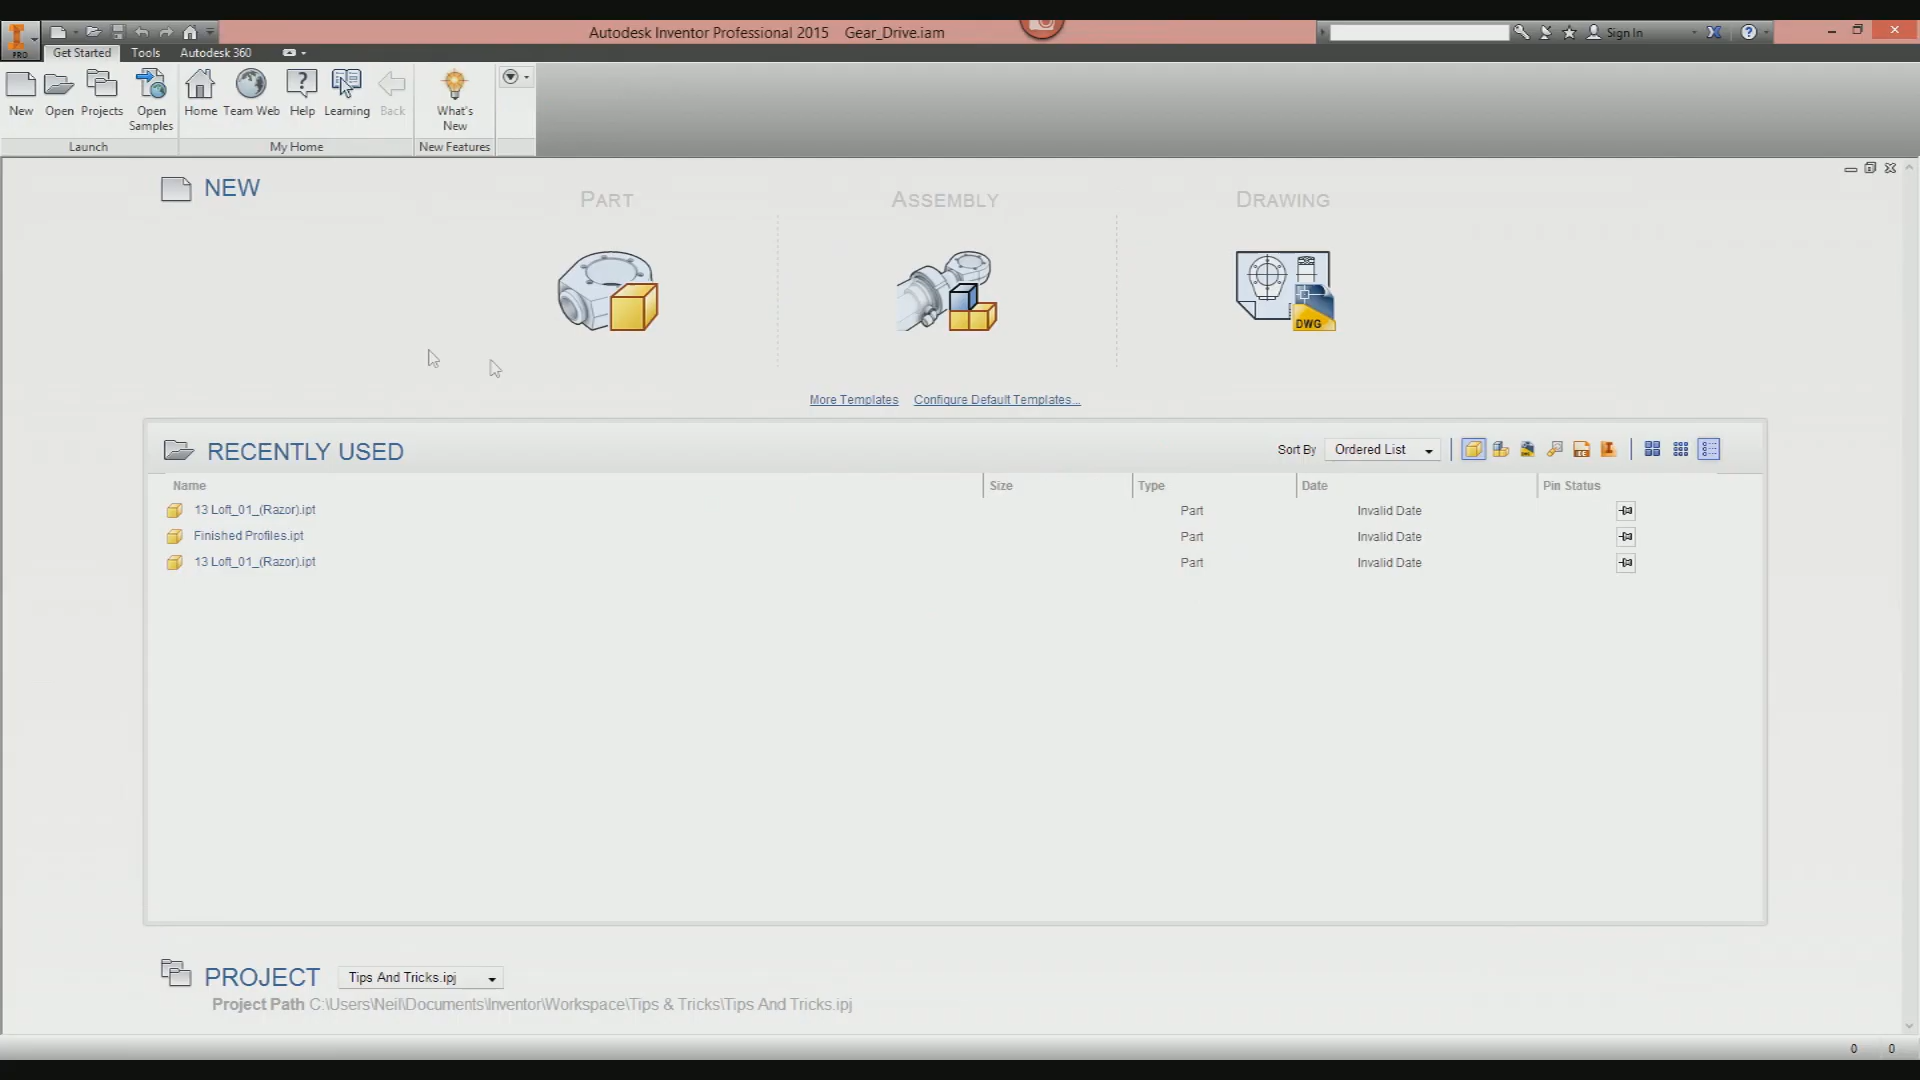 Autodesk Inventor Professional 2015 Gear_Drive.iam
Sign In
PRO
Get Started Tools Autodesk 360
New Open Projects Open Samples Home Team Web Help Learning Back What's New
Launch My Home New Features
NEW
PART ASSEMBLY DRAWING
DWG
More Templates Configure Default Templates...
RECENTLY USED
Sort By Ordered List
Name Size Type Date Pin Status
13 Loft_01_(Razor).ipt Part Invalid Date
Finished Profiles.ipt Part Invalid Date
13 Loft_01_(Razor).ipt Part Invalid Date
PROJECT Tips And Tricks.ipj
Project Path C:\Users\Neil\Documents\Inventor\Workspace\Tips & Tricks\Tips And Tricks.ipj
0 0